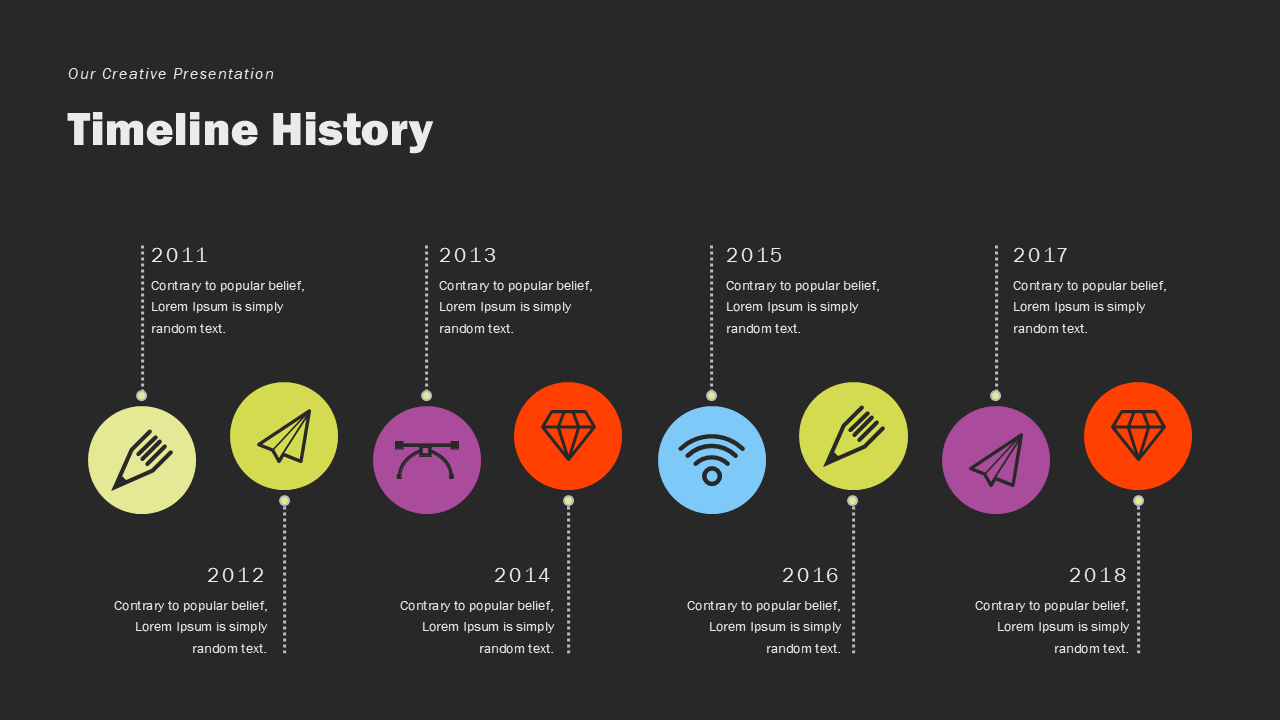 Our Creative Presentation
Timeline History
2011
Contrary to popular belief,
Lorem Ipsum is simply
random text.
2013
Contrary to popular belief,
Lorem Ipsum is simply
random text.
2015
Contrary to popular belief,
Lorem Ipsum is simply
random text.
2017
Contrary to popular belief,
Lorem Ipsum is simply
random text.
2012
Contrary to popular belief,
Lorem Ipsum is simply
random text.
2014
Contrary to popular belief,
Lorem Ipsum is simply
random text.
2016
Contrary to popular belief,
Lorem Ipsum is simply
random text.
2018
Contrary to popular belief,
Lorem Ipsum is simply
random text.